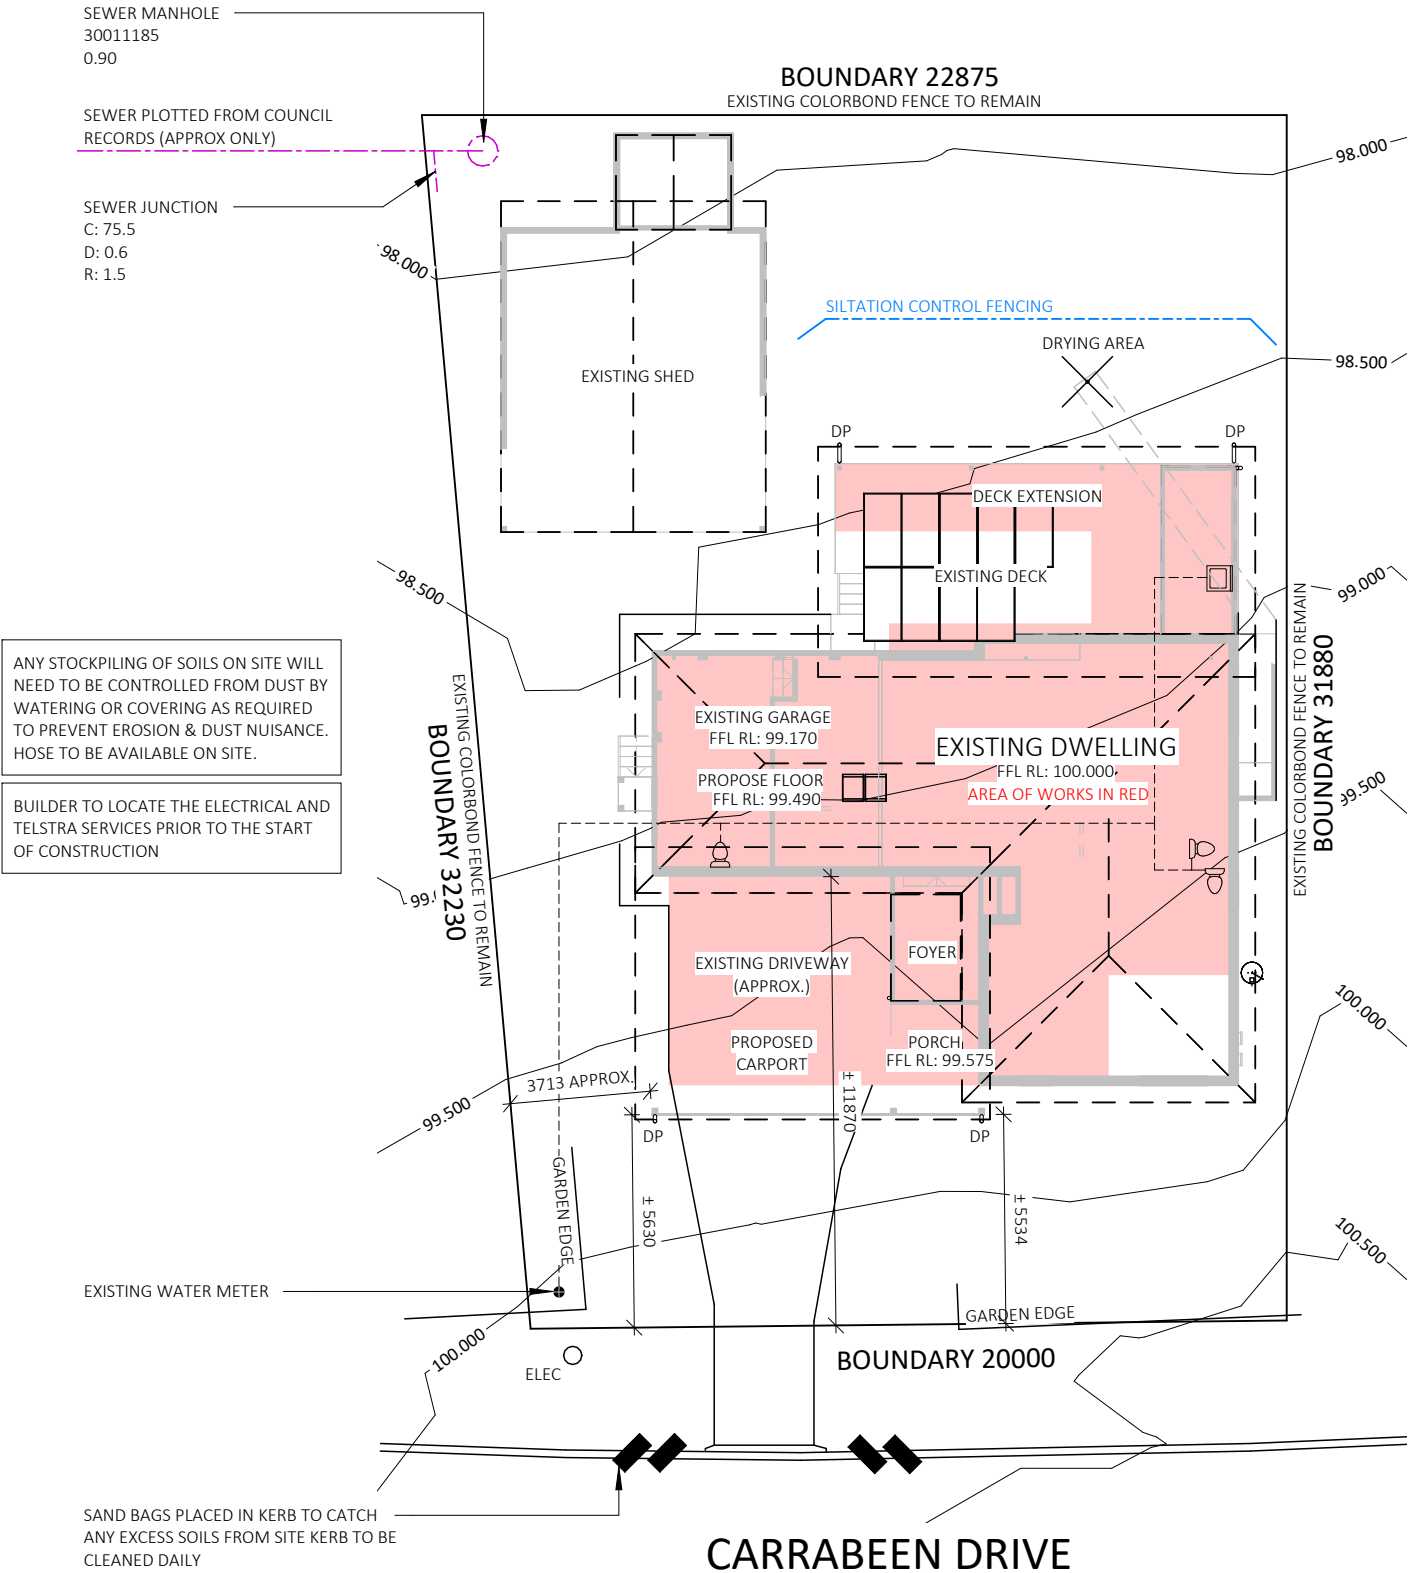 SEWER MANHOLE
30011185
0.90
BOUNDARY 22875
EXISTING COLORBOND FENCE TO REMAIN
SEWER PLOTTED FROM COUNCIL
RECORDS (APPROX ONLY)
98.000
SEWER JUNCTION
C: 75.5
D: 0.6
R: 1.5
98.000
SILTATION CONTROL FENCING
DRYING AREA
98.500
EXISTING SHED
DP
DP
DECK EXTENSION
EXISTING DECK
98.500
99.000
ANY STOCKPILING OF SOILS ON SITE WILL
NEED TO BE CONTROLLED FROM DUST BY
WATERING OR COVERING AS REQUIRED
TO PREVENT EROSION & DUST NUISANCE.
HOSE TO BE AVAILABLE ON SITE.
BUILDER TO LOCATE THE ELECTRICAL AND
TELSTRA SERVICES PRIOR TO THE START
OF CONSTRUCTION
EXISTING COLORBOND FENCE TO REMAIN
BOUNDARY 32230
EXISTING GARAGE
FFL RL: 99.170
PROPOSE FLOOR
FFL RL: 99.490
EXISTING DWELLING
FFL RL: 100.000
AREA OF WORKS IN RED
EXISTING COLORBOND FENCE TO REMAIN
BOUNDARY 31880
99.500
99.0
FOYER
EXISTING DRIVEWAY
(APPROX.)
PROPOSED
CARPORT
PORCH
FFL RL: 99.575
100.000
3713 APPROX.
± 11870
99.500
DP
DP
GARDEN EDGE
± 5630
± 5534
100.500
EXISTING WATER METER
GARDEN EDGE
100.000
BOUNDARY 20000
ELEC
SAND BAGS PLACED IN KERB TO CATCH
ANY EXCESS SOILS FROM SITE KERB TO BE
CLEANED DAILY
CARRABEEN DRIVE